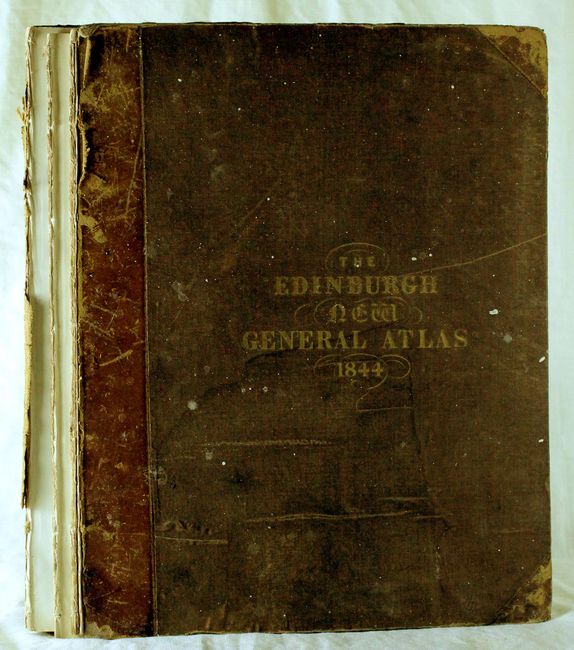 THE
EDINBURGH
NEW
GENERAL ATLAS
1844